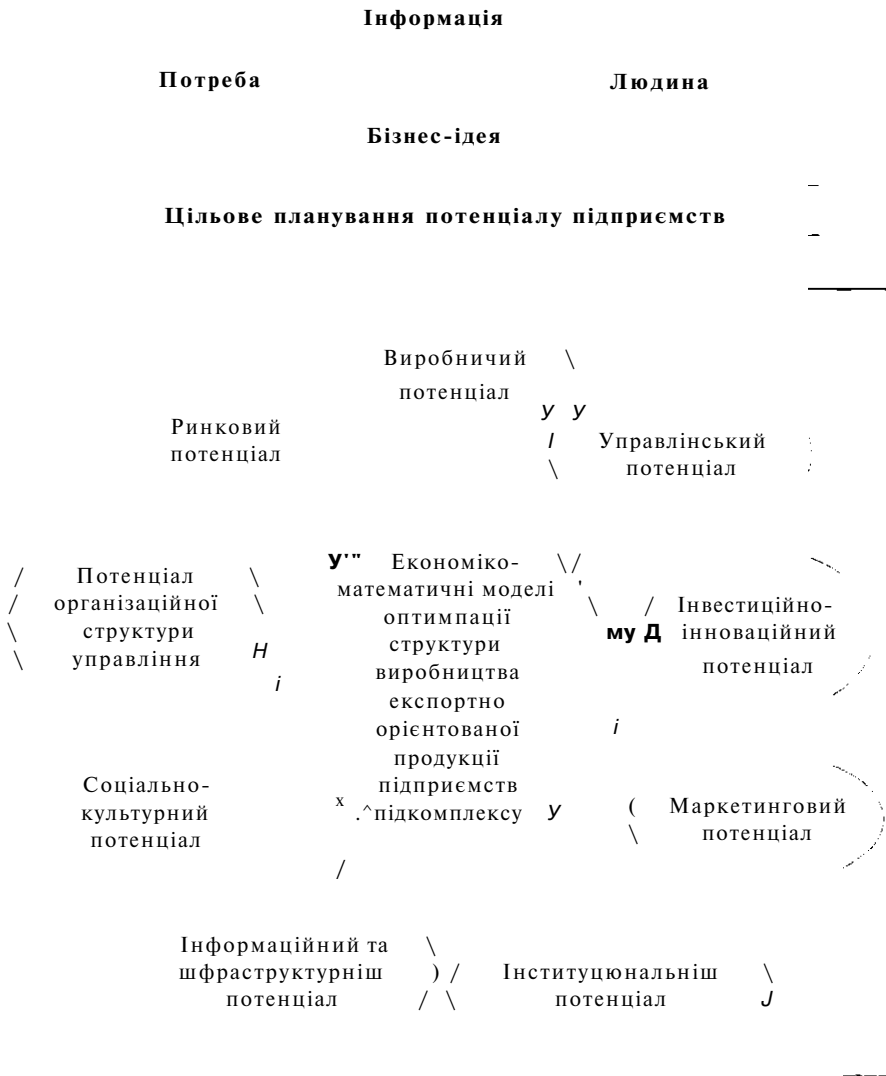 Інформація
Потреба
Людина
Бізнес-ідея
Цільове планування потенціалу підприємств
Виробничий \
потенціал
У У
Ринковий
потенціал
І Управлінський
\ потенціал
/ Потенціал \
/ організаційної \
\ структури
\ управління Н
і
У'" Економіко- \/
математичні моделі '
оптимпації
структури
виробництва
експортно
орієнтованої
продукції
підприємств
х .^підкомплексу У
/
\ / Інвестиційно-
му Д інноваційний
потенціал
і
Соціально-
культурний
потенціал
( Маркетинговий
\ потенціал
Інформаційний та \
шфраструктурніш ) /
потенціал / \
Інституцюнальніш \
потенціал J